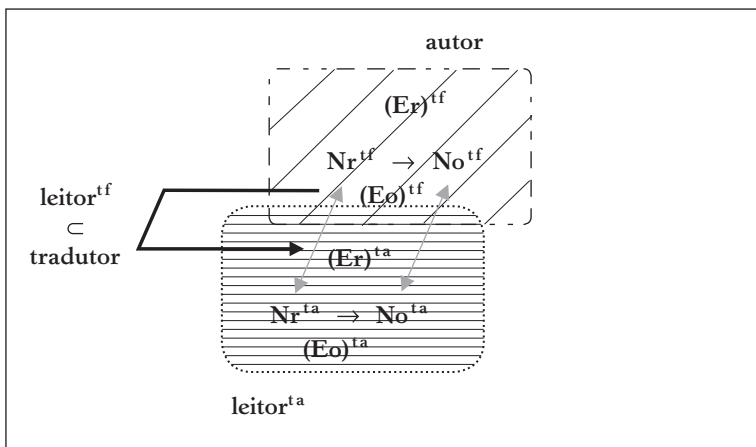 autor
(Er)ᵗᶠ
Nrᵗᶠ → Noᵗᶠ
(Eo)ᵗᶠ
leitorᵗᶠ
⊂
tradutor
(Er)ᵗᵃ
Nrᵗᵃ → Noᵗᵃ
(Eo)ᵗᵃ
leitorᵗᵃ